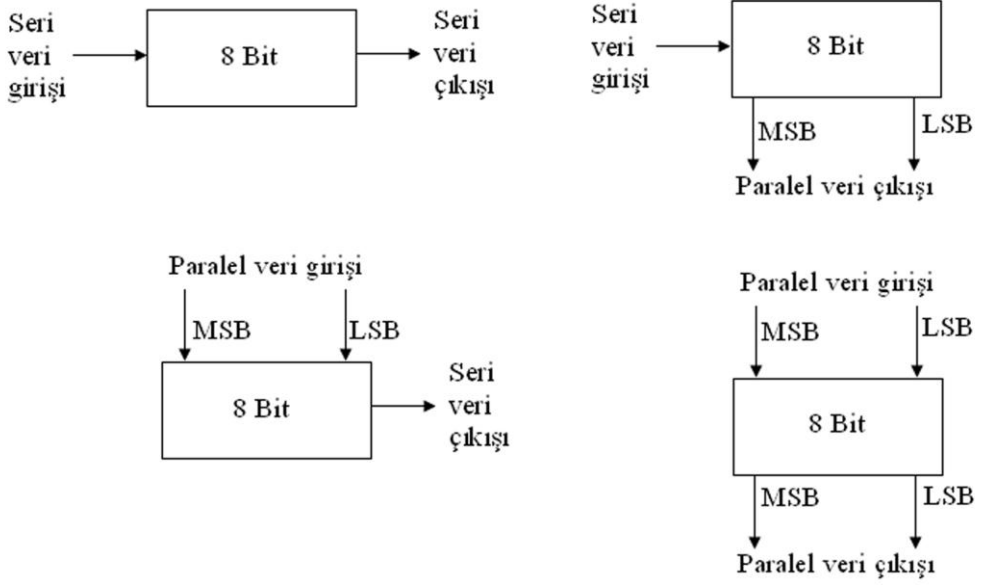 Seri
veri
girişi
8 Bit
Seri
veri
çıkışı
Seri
veri
girişi
8 Bit
MSB
LSB
Paralel veri çıkışı
Paralel veri girişi
MSB
LSB
8 Bit
Seri
veri
çıkışı
Paralel veri girişi
MSB
LSB
8 Bit
MSB
LSB
Paralel veri çıkışı